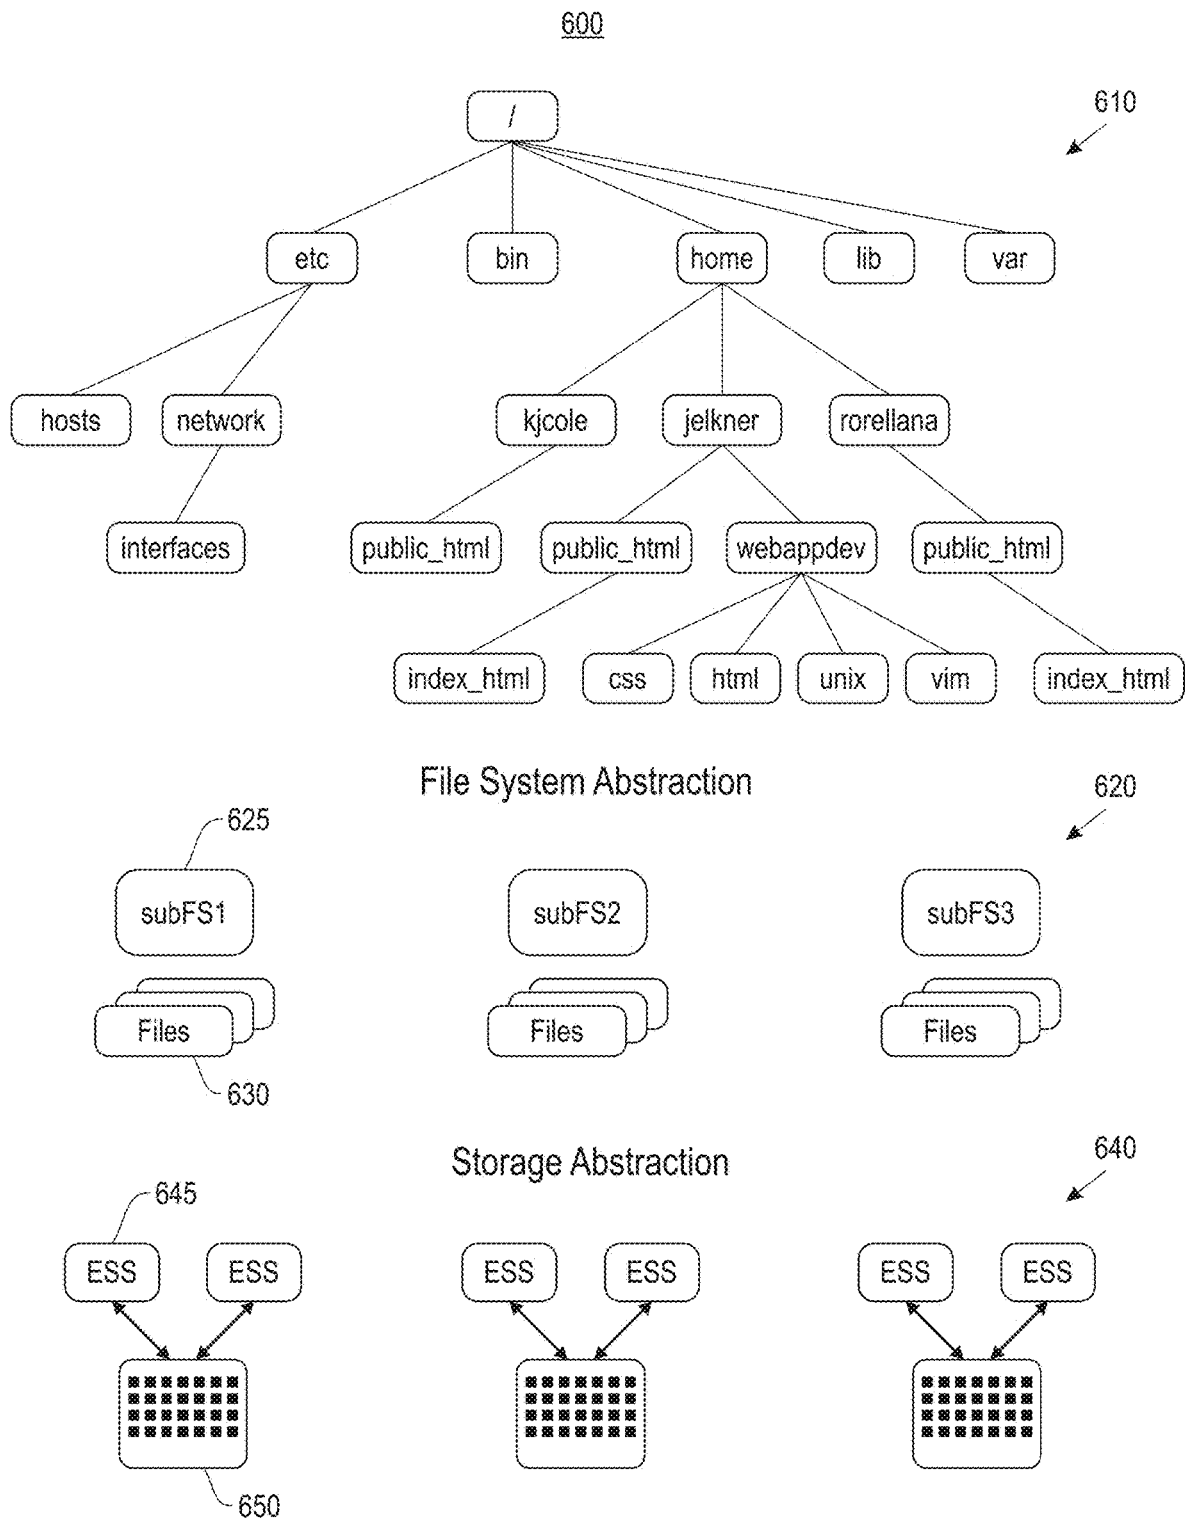 600
610
/
etc bin home lib var
hosts network kjcole jelkner rorellana
interfaces public_html public_html webappdev public_html
index_html css html unix vim index_html
File System Abstraction
620
625
subFS1 subFS2 subFS3
Files Files Files
630
Storage Abstraction
640
645
ESS ESS ESS ESS ESS ESS
650